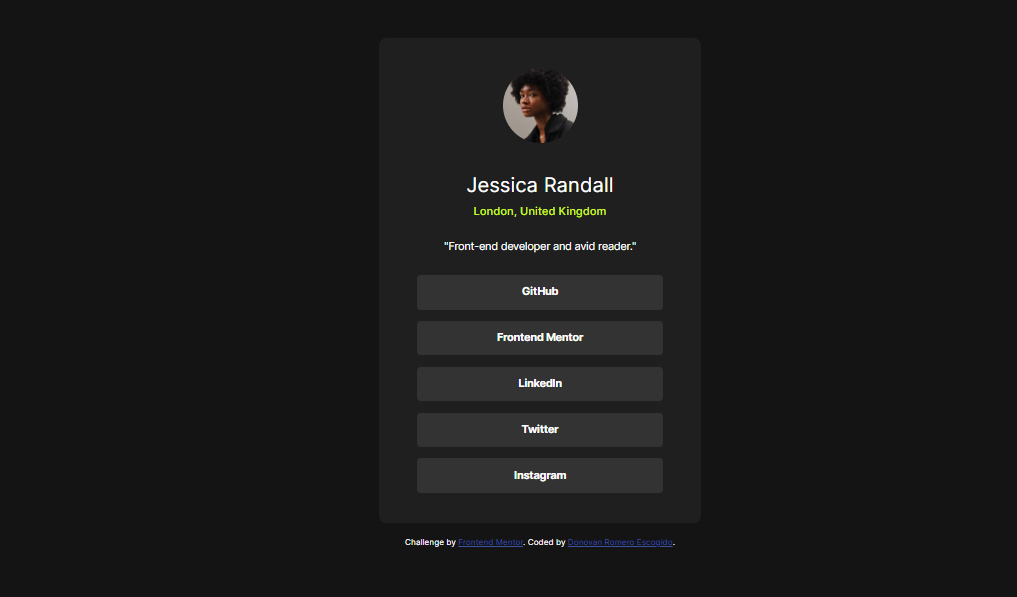 Jessica Randall
London, United Kingdom
"Front-end developer and avid reader."
GitHub
Frontend Mentor
LinkedIn
Twitter
Instagram
Challenge by Frontend Mentor. Coded by Donovan Romero Escogido.